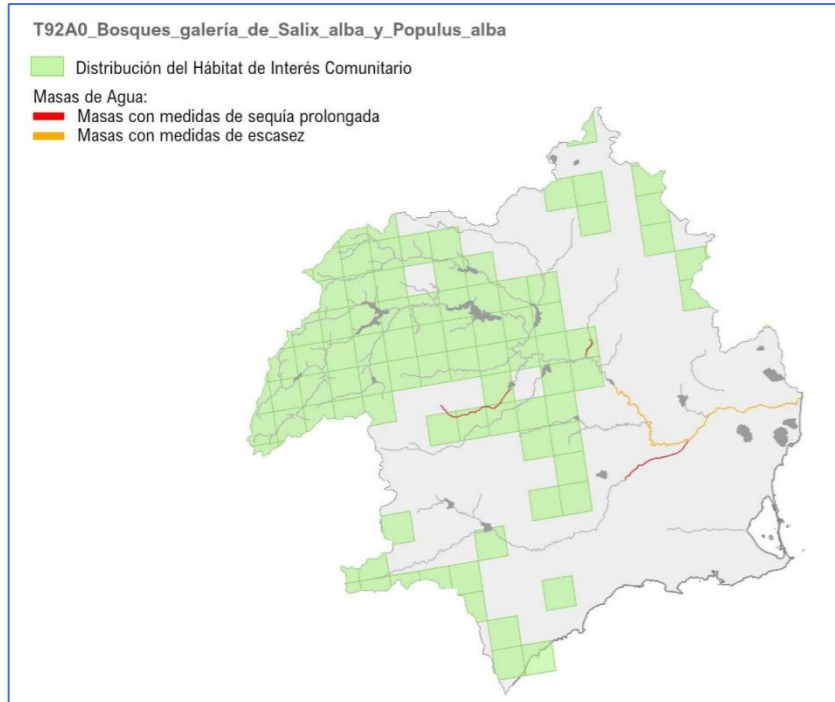 T92A0_Bosques_galería_de_Salix_alba_y_Populus_alba
Distribución del Hábitat de Interés Comunitario
Masas de Agua:
Masas con medidas de sequía prolongada
Masas con medidas de escasez